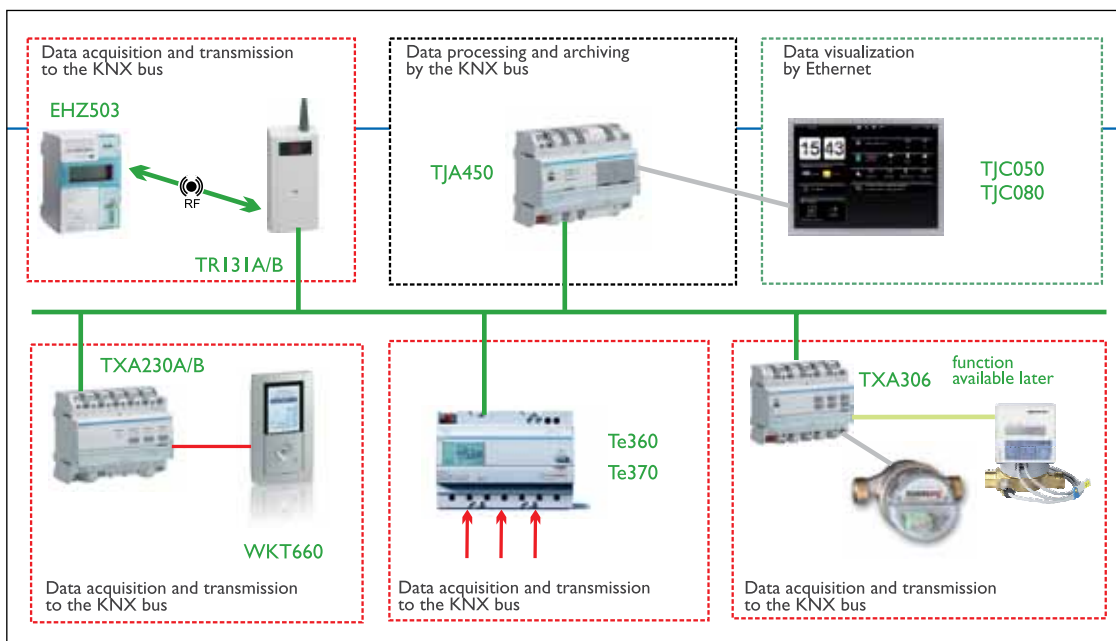 Data acquisition and transmission
to the KNX bus
EHZ503
RF
TR131A/B
Data processing and archiving
by the KNX bus
TJA450
Data visualization
by Ethernet
15 43
TJC050
TJC080
TXA230A/B
WKT660
Data acquisition and transmission
to the KNX bus
Te360
Te370
Data acquisition and transmission
to the KNX bus
TXA306
function
available later
Data acquisition and transmission
to the KNX bus